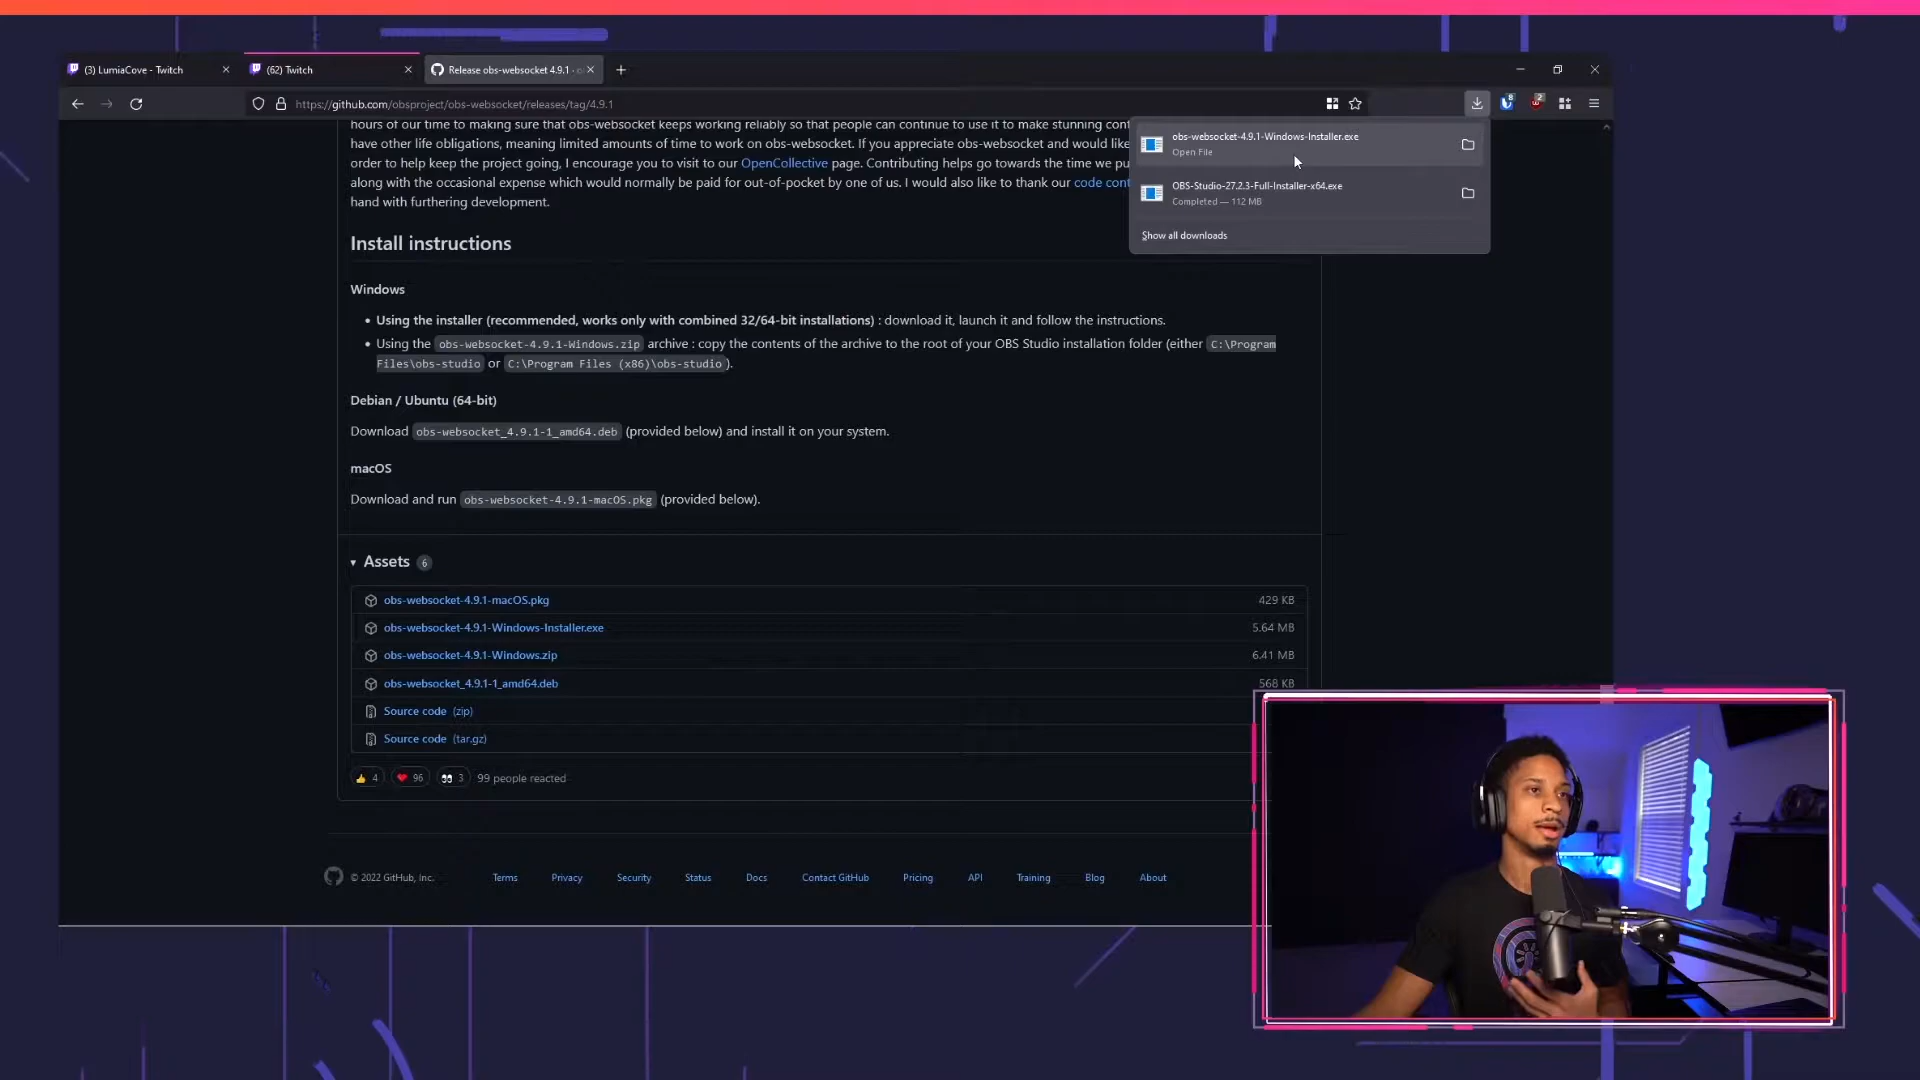 (3) LumiaCove - Twitch
(62) Twitch
Release obs-websocket 4.9.1 ·
https://github.com/obsproject/obs-websocket/releases/tag/4.9.1
8
2
hours of our time to making sure that obs-websocket keeps working reliably so that people can continue to use it to make stunning cont
have other life obligations, meaning limited amounts of time to work on obs-websocket. If you appreciate obs-websocket and would like
order to help keep the project going, I encourage you to visit to our OpenCollective page. Contributing helps go towards the time we pu
along with the occasional expense which would normally be paid for out-of-pocket by one of us. I would also like to thank our code cont
hand with furthering development.
obs-websocket-4.9.1-Windows-Installer.exe
Open File
OBS-Studio-27.2.3-Full-Installer-x64.exe
Completed — 112 MB
Show all downloads
Install instructions
Windows
• Using the installer (recommended, works only with combined 32/64-bit installations) : download it, launch it and follow the instructions.
• Using the obs-websocket-4.9.1-Windows.zip archive : copy the contents of the archive to the root of your OBS Studio installation folder (either C:\Program
Files\obs-studio or C:\Program Files (x86)\obs-studio ).
Debian / Ubuntu (64-bit)
Download obs-websocket_4.9.1-1_amd64.deb (provided below) and install it on your system.
macOS
Download and run obs-websocket-4.9.1-macOS.pkg (provided below).
Assets 6
obs-websocket-4.9.1-macOS.pkg 429 KB
obs-websocket-4.9.1-Windows-Installer.exe 5.64 MB
obs-websocket-4.9.1-Windows.zip 6.41 MB
obs-websocket_4.9.1-1_amd64.deb 568 KB
Source code (zip)
Source code (tar.gz)
👍 4 ❤️ 96 👀 3 99 people reacted
© 2022 GitHub, Inc. Terms Privacy Security Status Docs Contact GitHub Pricing API Training Blog About